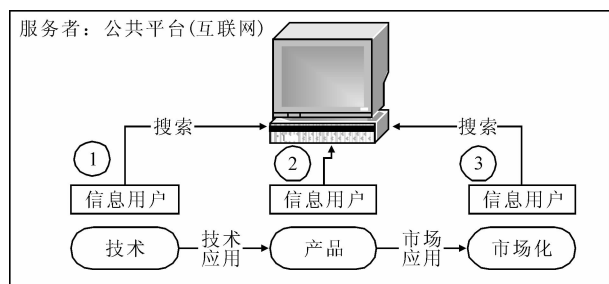 服务者：公共平台(互联网)
搜索
搜索
1
2
3
信息用户
信息用户
信息用户
技术
技术
应用
产品
市场
应用
市场化